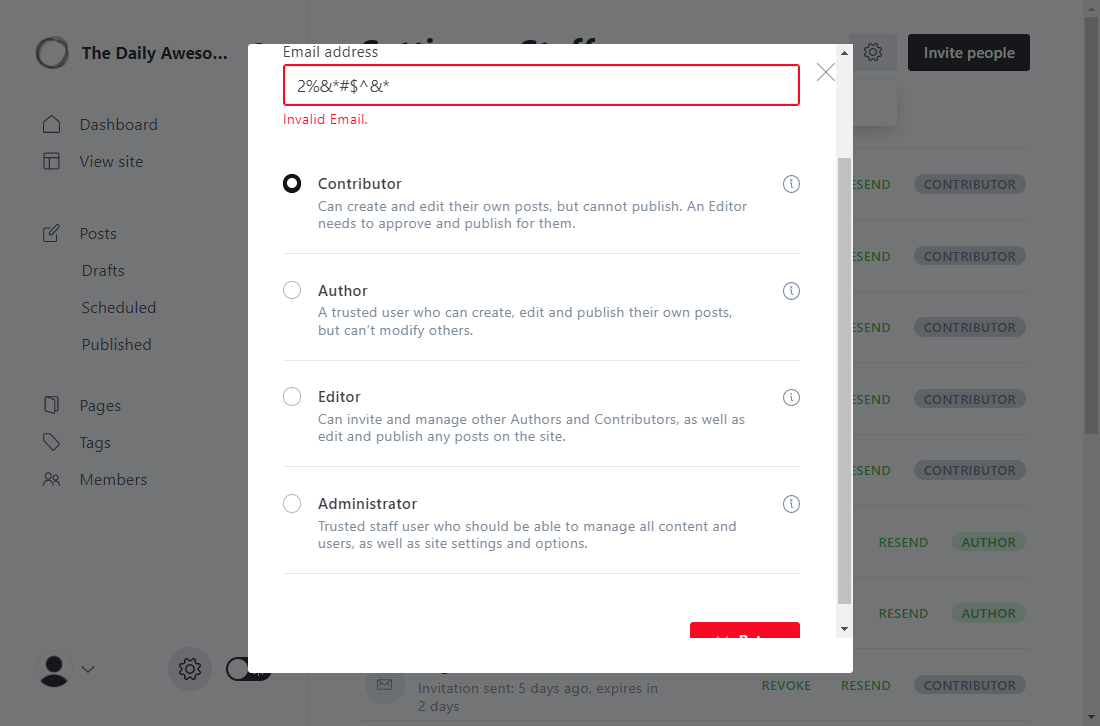 The Daily Aweso...
Dashboard
View site
Posts
Drafts
Scheduled
Published
Pages
Tags
Members
Invite people
Email address
2%&*#$^&*
Invalid Email.
Contributor
Can create and edit their own posts, but cannot publish. An Editor
needs to approve and publish for them.
Author
A trusted user who can create, edit and publish their own posts,
but can't modify others.
Editor
Can invite and manage other Authors and Contributors, as well as
edit and publish any posts on the site.
Administrator
Trusted staff user who should be able to manage all content and
users, as well as site settings and options.
CONTRIBUTOR
CONTRIBUTOR
CONTRIBUTOR
CONTRIBUTOR
CONTRIBUTOR
RESEND AUTHOR
RESEND AUTHOR
Invitation sent: 5 days ago, expires in
2 days
REVOKE RESEND CONTRIBUTOR